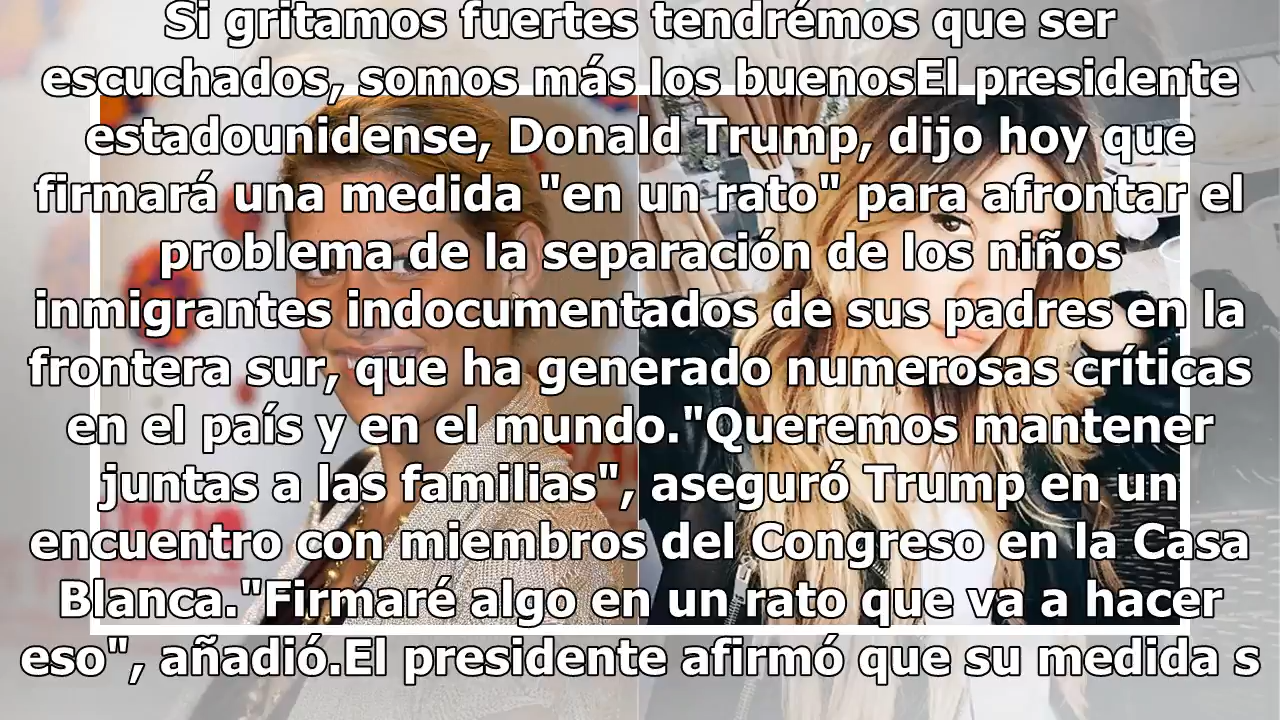 Si gritamos fuertes tendrémos que ser
escuchados, somos más los buenosEl presidente
estadounidense, Donald Trump, dijo hoy que
firmará una medida "en un rato" para afrontar el
problema de la separación de los niños
inmigrantes indocumentados de sus padres en la
frontera sur, que ha generado numerosas críticas
en el país y en el mundo."Queremos mantener
juntas a las familias", aseguró Trump en un
encuentro con miembros del Congreso en la Casa
Blanca."Firmaré algo en un rato que va a hacer
eso", añadió.El presidente afirmó que su medida s